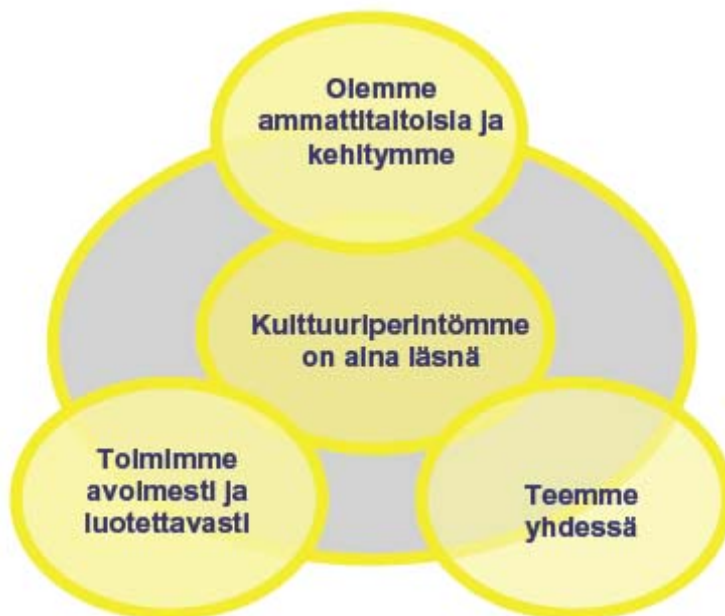 Olemme
ammattitaitoisia ja
kehitymme
Kulttuuriperintömme
on aina läsnä
Toimimme
avoimesti ja
luotettavasti
Teemme
yhdessä